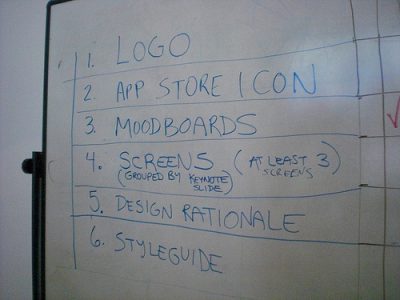 1. LOGO
2. APP STORE ICON
3. MOODBOARDS
4. SCREENS (AT LEAST 3)
SCREENS
(GROUPED BY KEYNOTE
SLIDE)
5. DESIGN RATIONALE
6. STYLEGUIDE